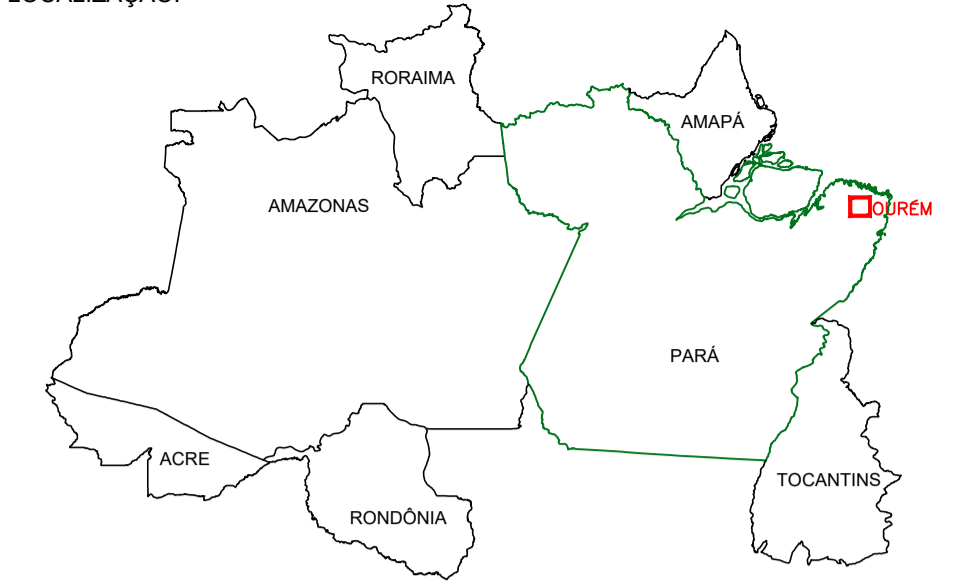 RORAIMA
AMAPÁ
AMAZONAS
OURÉM
PARÁ
ACRE
TOCANTINS
RONDÔNIA